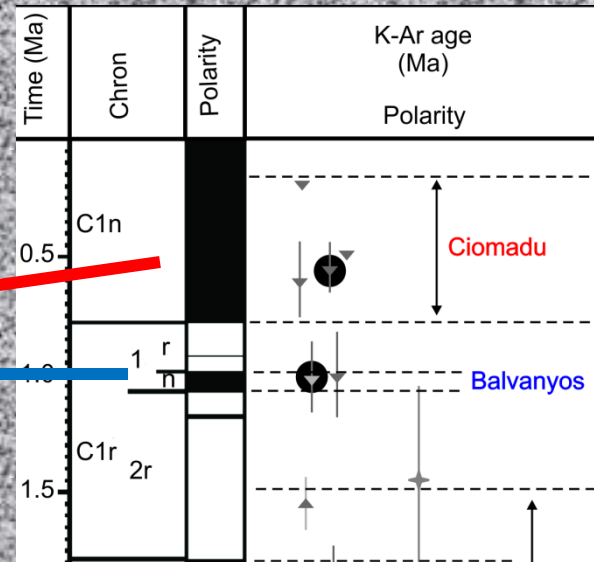 Time (Ma)
Chron
Polarity
K-Ar age
(Ma)
Polarity
C1n
0.5
Ciomadu
r
1
n
Balvanyos
C1r
2r
1.5